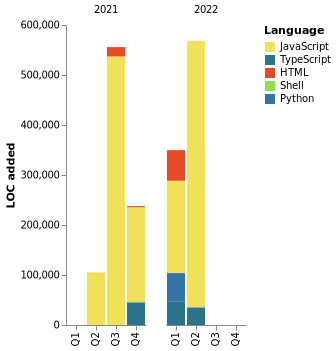 2021 2022
600,000
500,000
400,000
300,000
200,000
100,000
0
LOC added
Q1 Q2 Q3 Q4 Q1 Q2 Q3 Q4
Language
JavaScript
TypeScript
HTML
Shell
Python